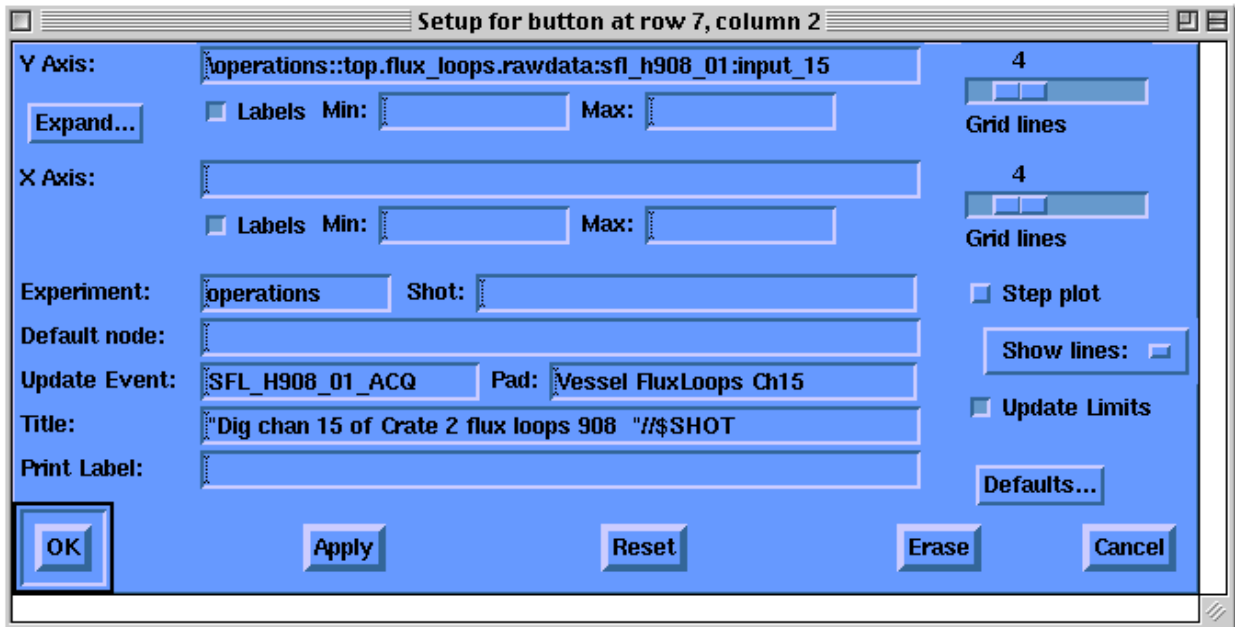 Setup for button at row 7, column 2
Y Axis: \operations::top.flux_loops.rawdata:sfl_h908_01:input_15 4
Expand... Labels Min: Max: Grid lines
X Axis: 4
Labels Min: Max: Grid lines
Experiment: operations Shot: Step plot
Default node: Show lines:
Update Event: SFL_H908_01_ACQ Pad: Vessel FluxLoops Ch15
Update Limits
Title: "Dig chan 15 of Crate 2 flux loops 908  "//$SHOT
Print Label: Defaults...
OK Apply Reset Erase Cancel